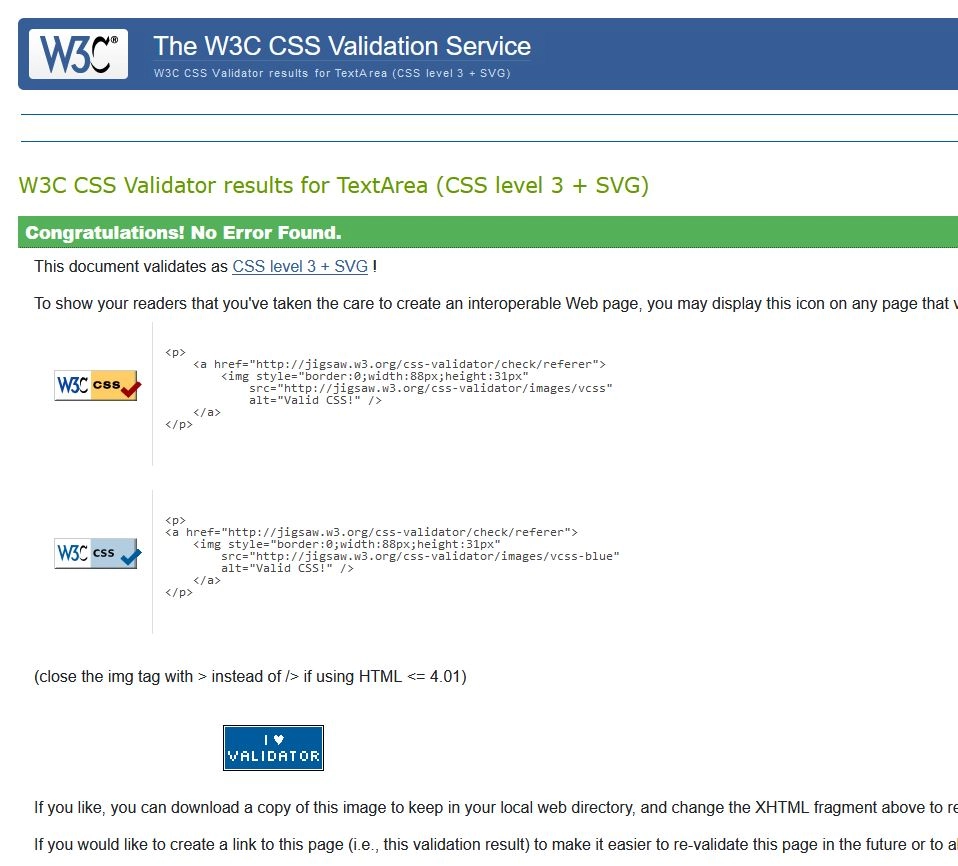 W3C® The W3C CSS Validation Service
W3C CSS Validator results for TextArea (CSS level 3 + SVG)
W3C CSS Validator results for TextArea (CSS level 3 + SVG)
Congratulations! No Error Found.
This document validates as CSS level 3 + SVG !
To show your readers that you've taken the care to create an interoperable Web page, you may display this icon on any page that
<p>
<a href="http://jigsaw.w3.org/css-validator/check/referer">
<img style="border:0;width:88px;height:31px"
W3C css
src="http://jigsaw.w3.org/css-validator/images/vcss"
alt="Valid CSS!" />
</a>
</p>
<p>
<a href="http://jigsaw.w3.org/css-validator/check/referer">
<img style="border:0;width:88px;height:31px"
W3C css
src="http://jigsaw.w3.org/css-validator/images/vcss-blue"
alt="Valid CSS!" />
</a>
</p>
(close the img tag with > instead of /> if using HTML <= 4.01)
I ♥
VALIDATOR
If you like, you can download a copy of this image to keep in your local web directory, and change the XHTML fragment above to
If you would like to create a link to this page (i.e., this validation result) to make it easier to re-validate this page in the future or to